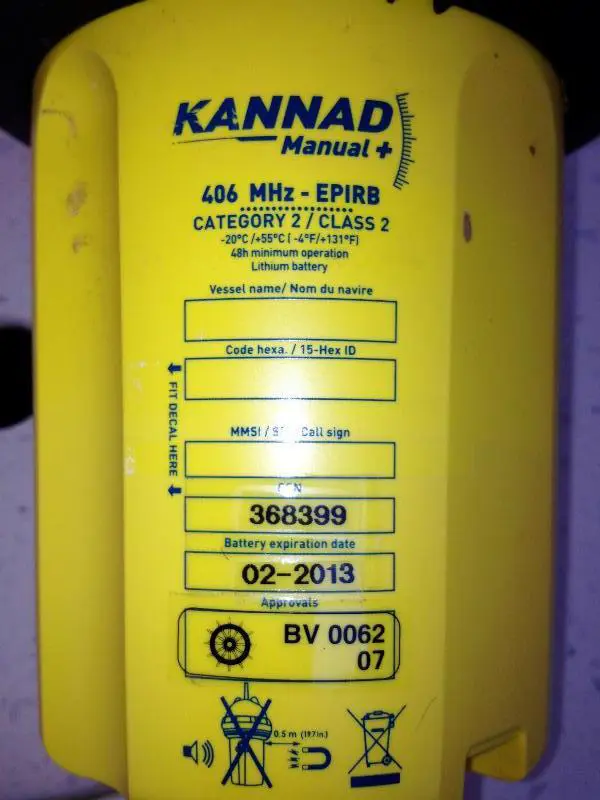 KANNAD
Manual +
406 MHz - EPIRB
CATEGORY 2 / CLASS 2
-20°C /+55°C ( -4°F/+131°F)
48h minimum operation
Lithium battery
Vessel name/ Nom du navire
Code hexa. / 15-Hex ID
FIT DECAL HERE
MMSI / Call sign
368399
Battery expiration date
02-2013
Approvals
BV 0062
07
0.5 m (19.7in.)